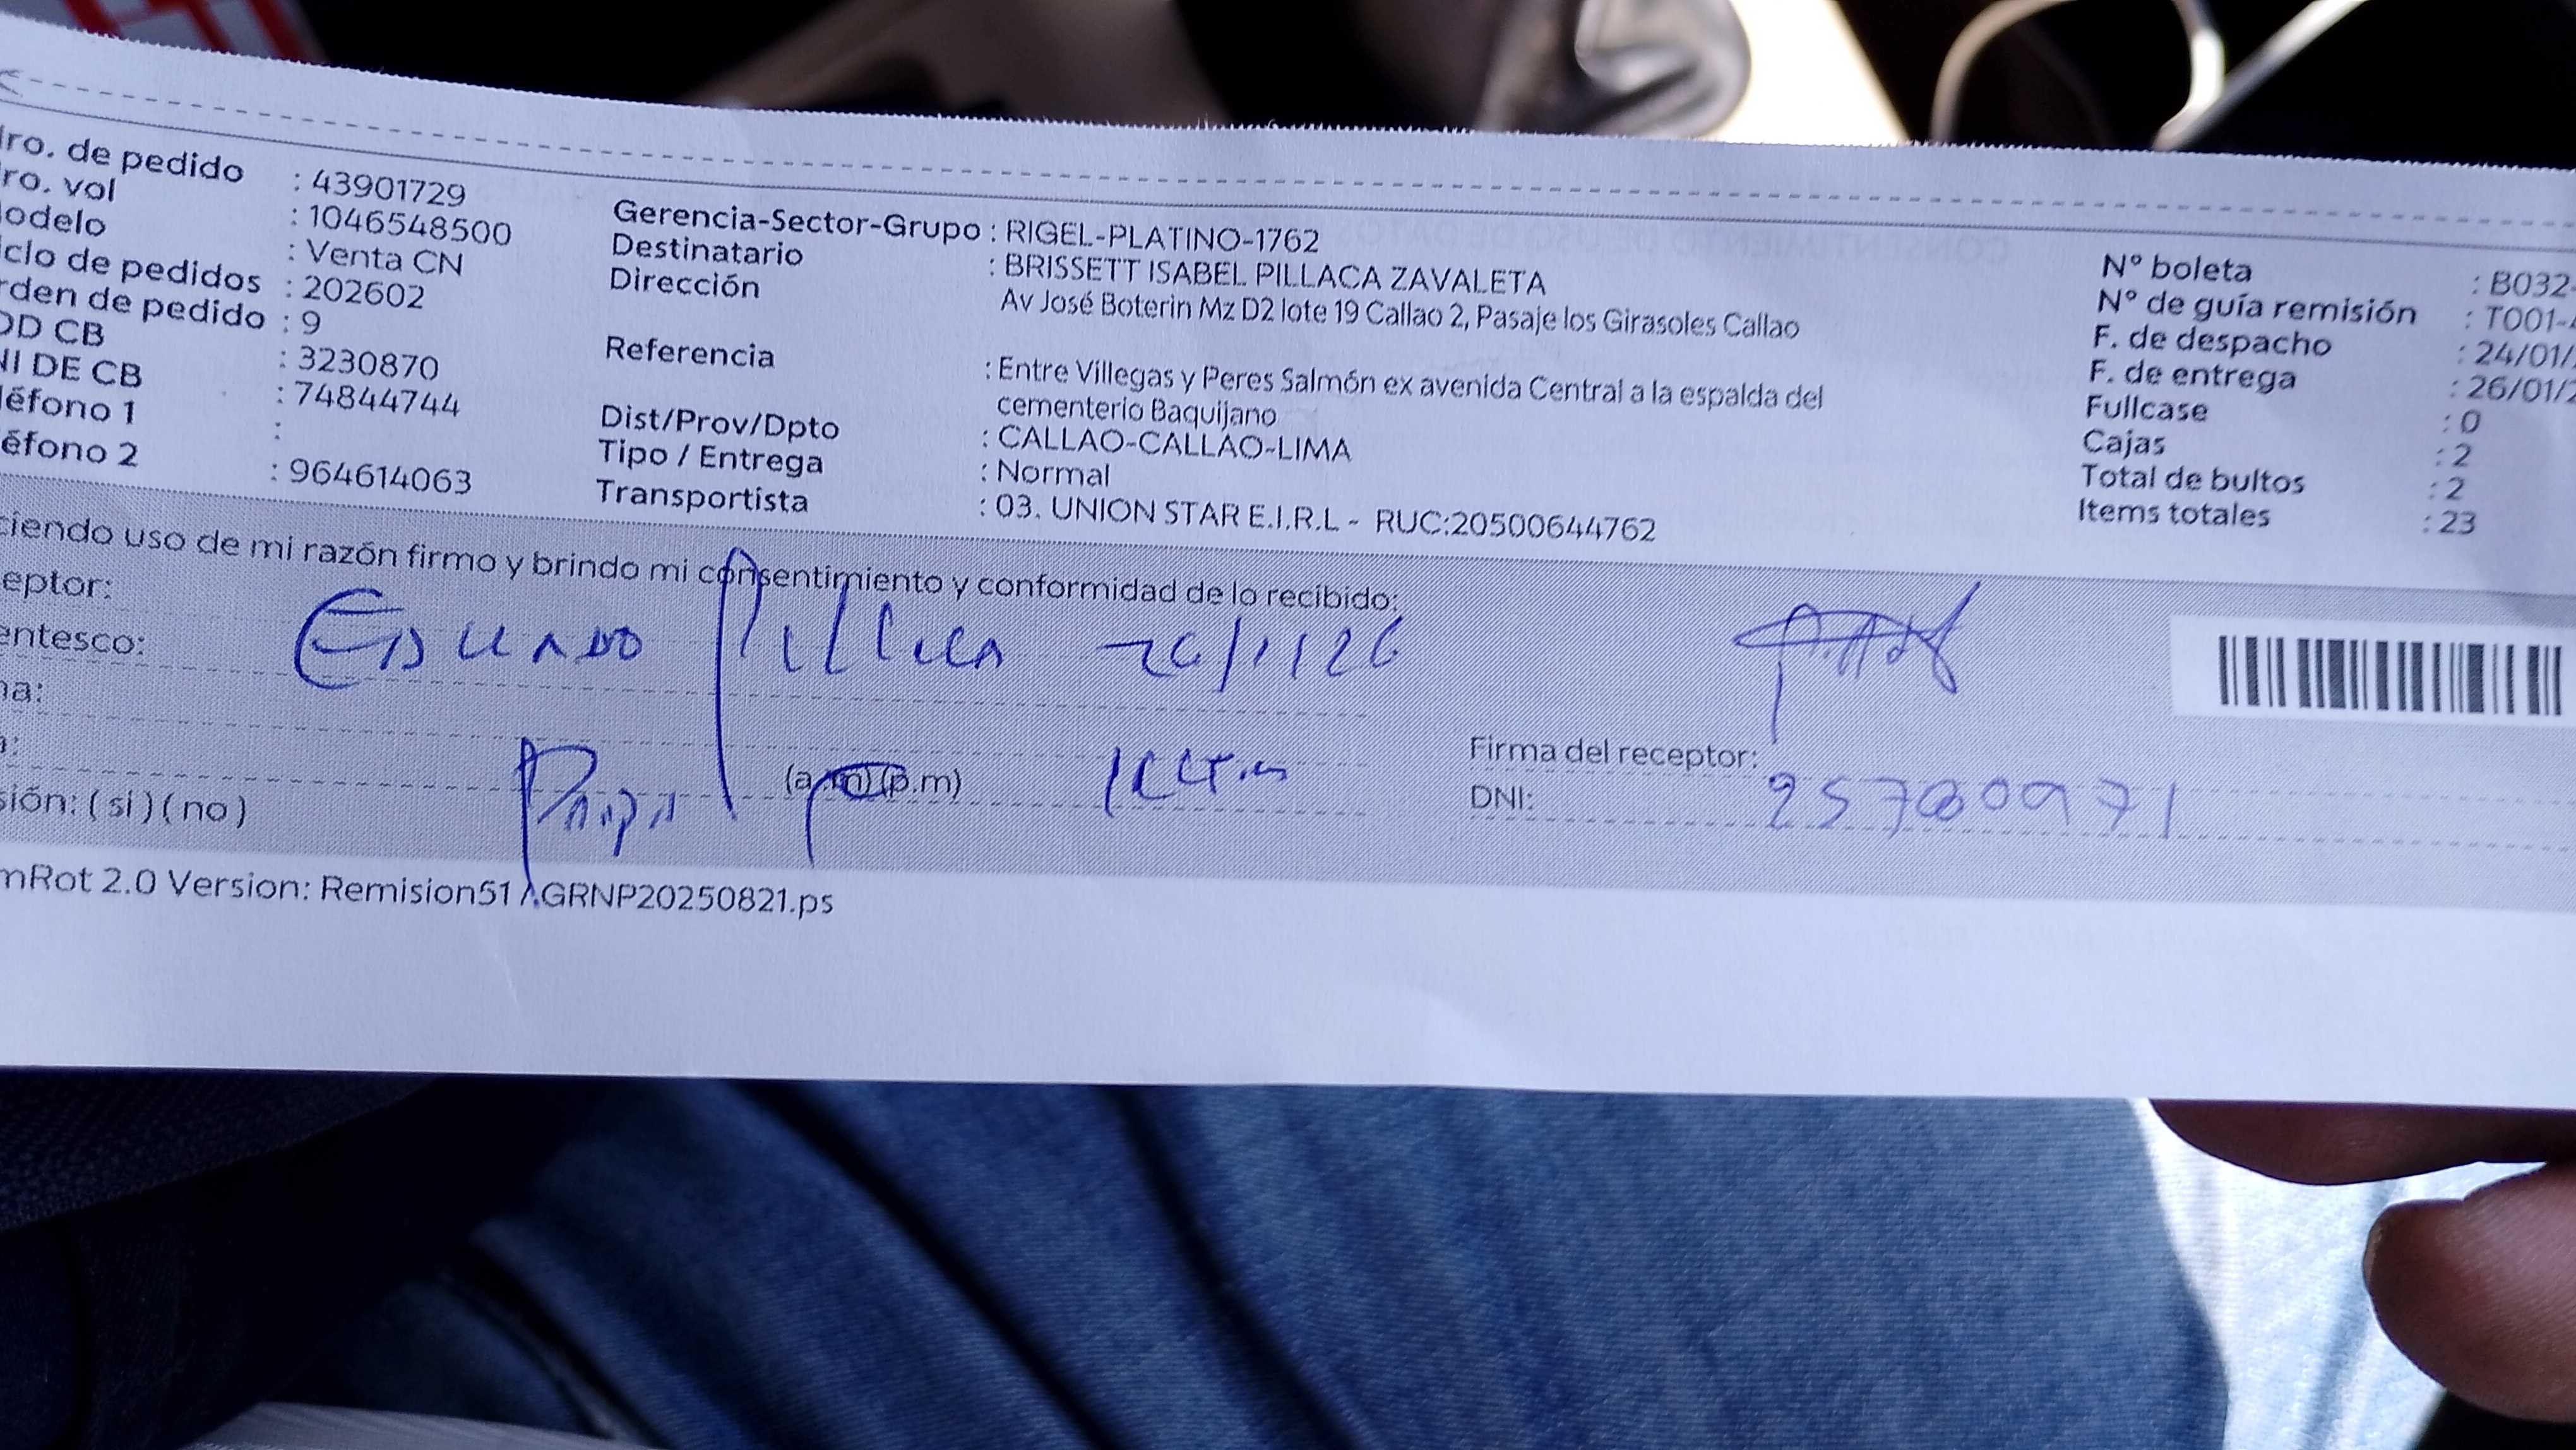 ro. de pedido : 43901729
ro. vol : 1046548500
odelo : Venta CN
clo de pedidos : 202602
rden de pedido : 9
OD CB : 3230870
NI DE CB : 74844744
léfono 1 :
éfono 2 : 964614063
Gerencia-Sector-Grupo : RIGEL-PLATINO-1762
Destinatario : BRISSETT ISABEL PILLACA ZAVALETA
Dirección Av José Boterin Mz D2 lote 19 Callao 2, Pasaje los Girasoles Callao
Referencia : Entre Villegas y Peres Salmón ex avenida Central a la espalda del
cementerio Baquijano
Dist/Prov/Dpto : CALLAO-CALLAO-LIMA
Tipo / Entrega : Normal
Transportista : 03. UNION STAR E.I.R.L - RUC:20500644762
N° boleta : B032-
N° de guía remisión : T001-
F. de despacho : 24/01/
F. de entrega : 26/01/2
Fullcase : 0
Cajas : 2
Total de bultos : 2
Items totales : 23
ciendo uso de mi razón firmo y brindo mi consentimiento y conformidad de lo recibido:
eptor:
entesco: Pillaca 26/1/26
na:
a: Papa (a.m) (p.m)
sión: ( si ) ( no )
Firma del receptor:
DNI: 25780971
mRot 2.0 Version: Remision51 / GRNP20250821.ps